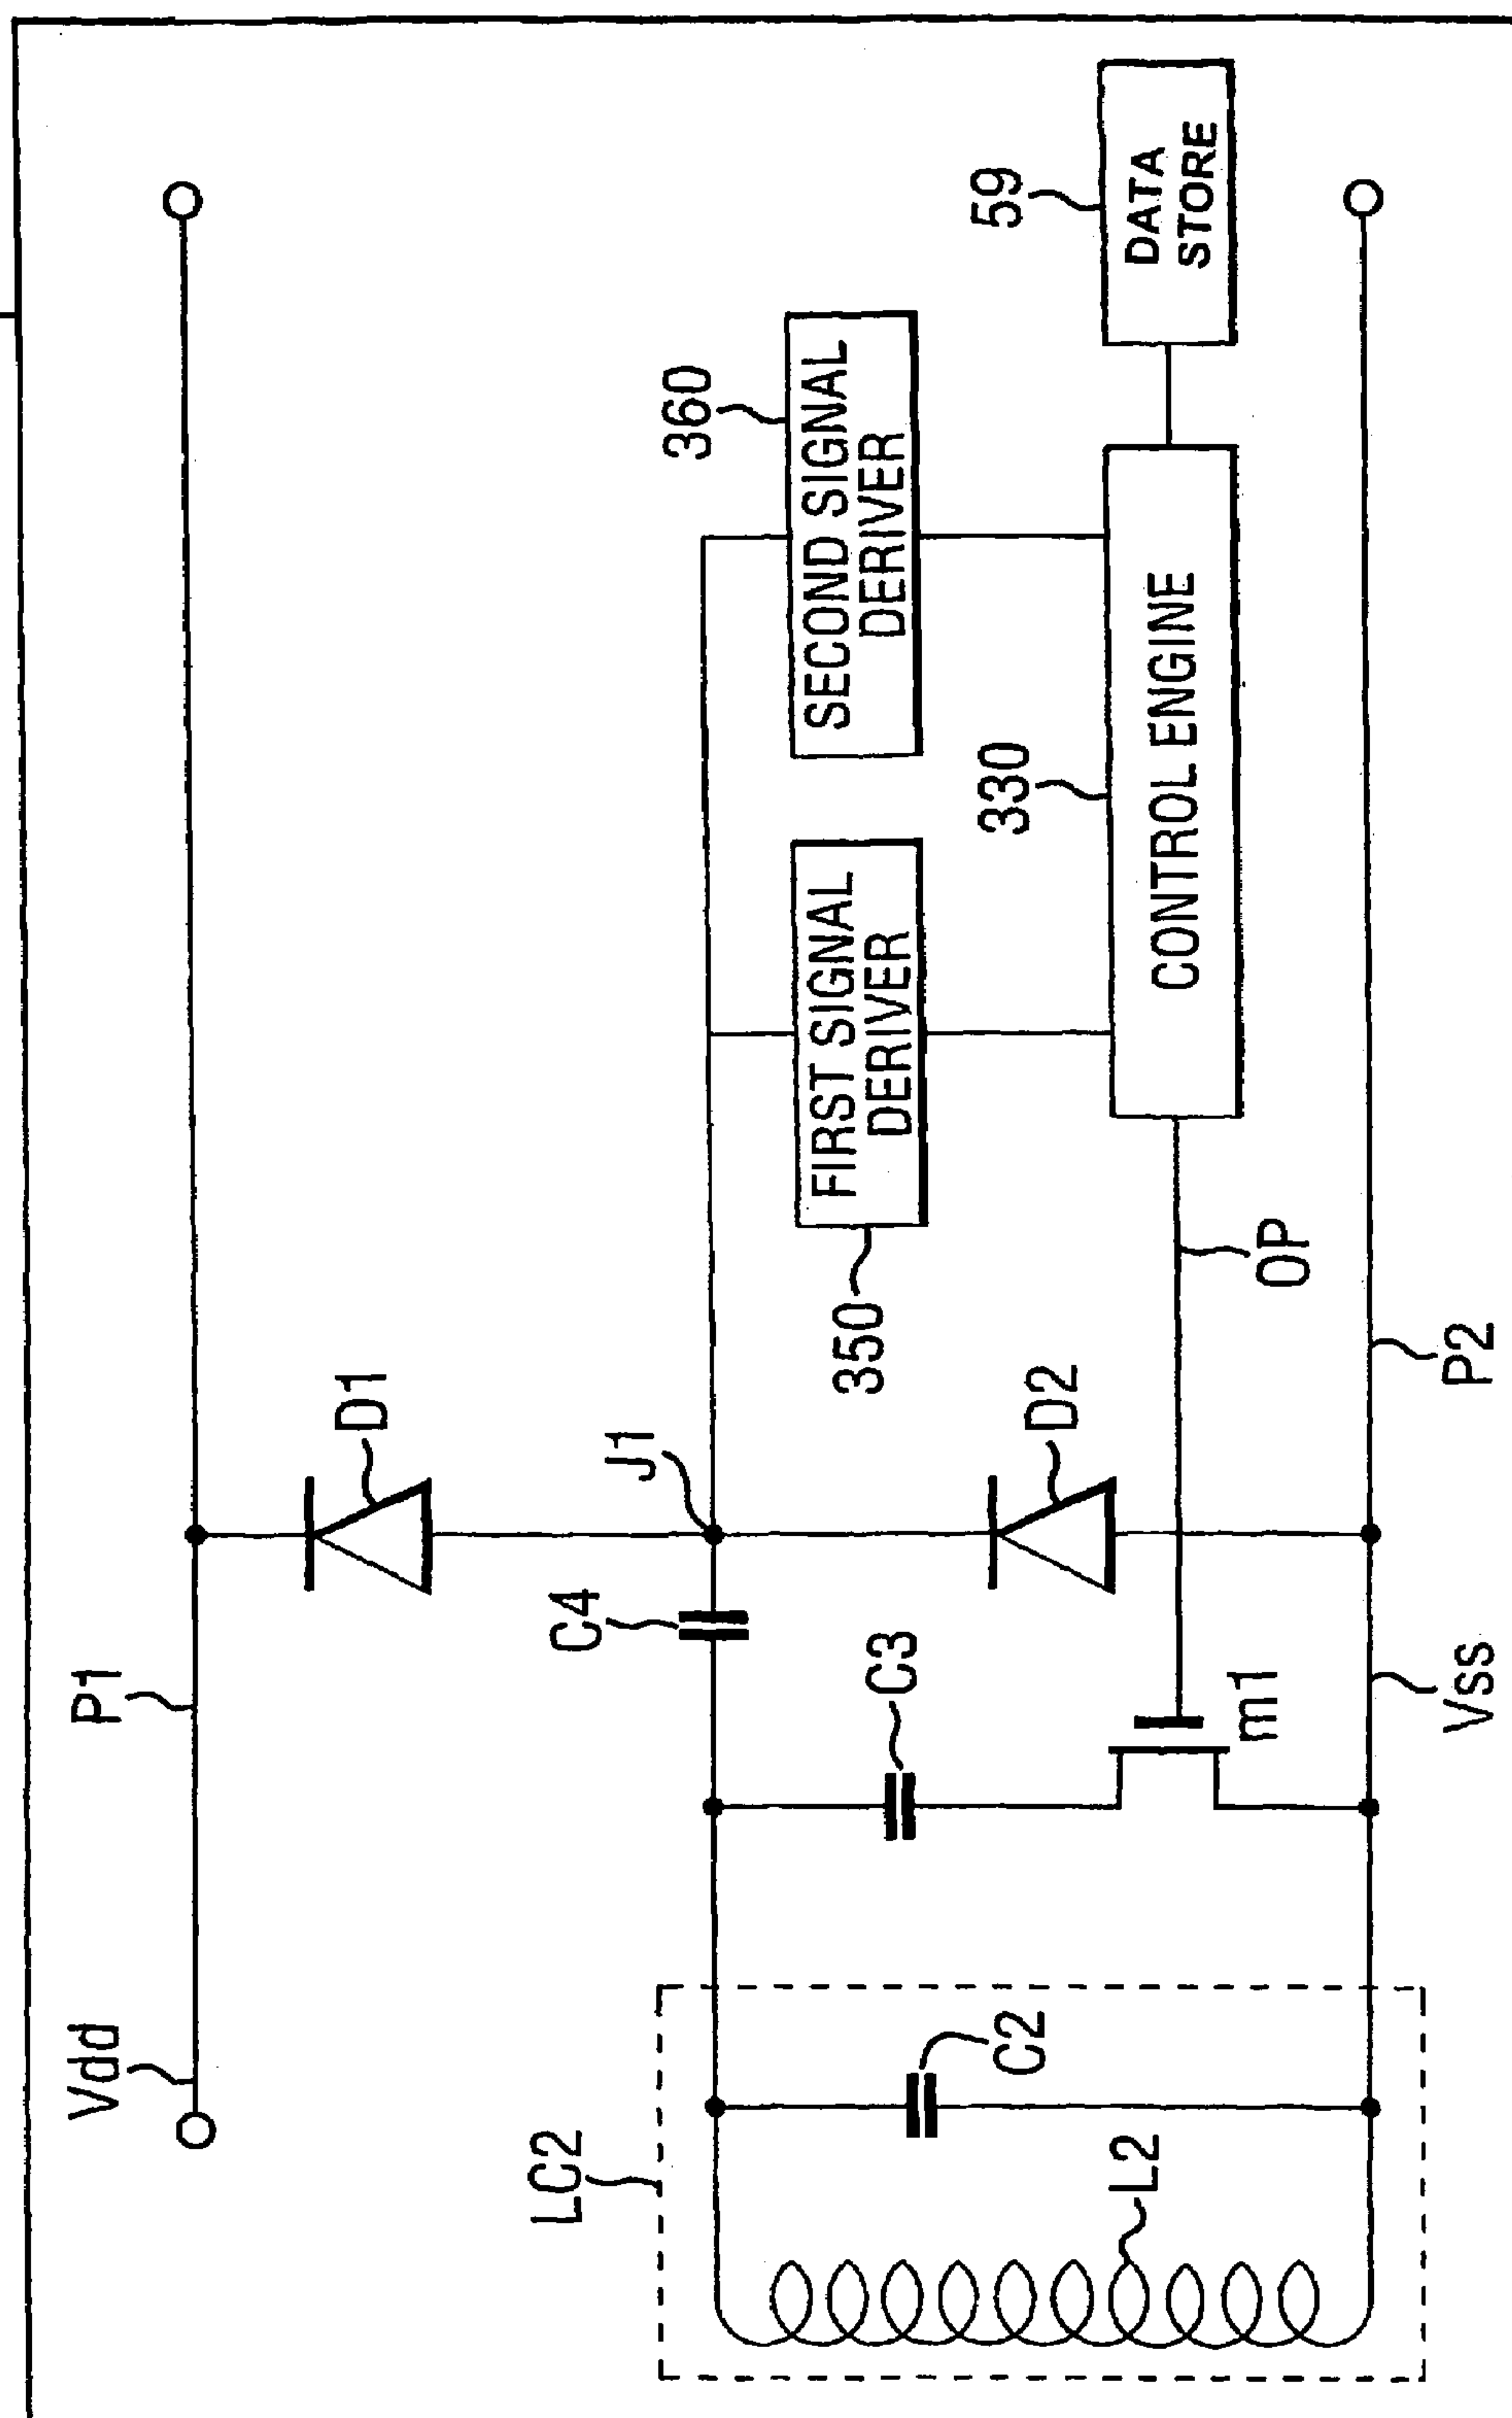 Vdd
P1
D1
LC2
C4
J1
360
SECOND SIGNAL
DERIVER
FIRST SIGNAL
DERIVER
350
C3
C2
D2
330
59
DATA
STORE
CONTROL ENGINE
L2
m1
OP
Vss
P2